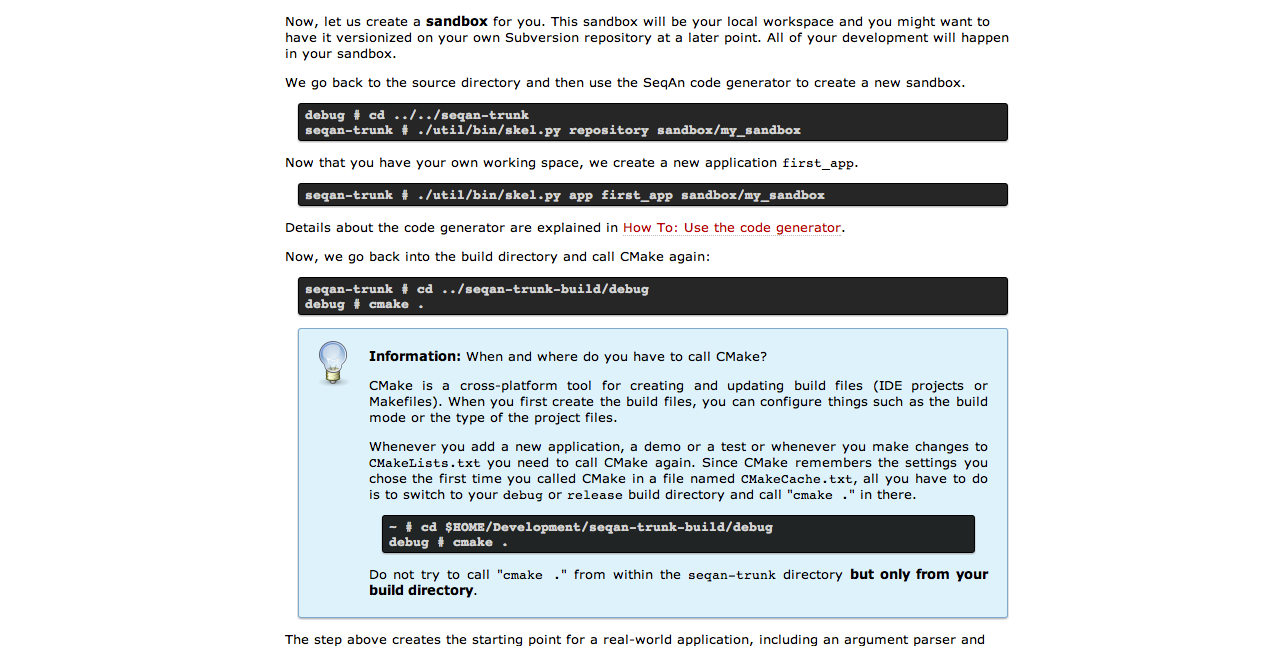 Now, let us create a sandbox for you. This sandbox will be your local workspace and you might want to
have it versionized on your own Subversion repository at a later point. All of your development will happen
in your sandbox.
We go back to the source directory and then use the SeqAn code generator to create a new sandbox.
debug # cd ../../seqan-trunk
seqan-trunk # ./util/bin/skel.py repository sandbox/my_sandbox
Now that you have your own working space, we create a new application first_app.
seqan-trunk # ./util/bin/skel.py app first_app sandbox/my_sandbox
Details about the code generator are explained in How To: Use the code generator.
Now, we go back into the build directory and call CMake again:
seqan-trunk # cd ../seqan-trunk-build/debug
debug # cmake .
Information: When and where do you have to call CMake?
CMake is a cross-platform tool for creating and updating build files (IDE projects or
Makefiles). When you first create the build files, you can configure things such as the build
mode or the type of the project files.
Whenever you add a new application, a demo or a test or whenever you make changes to
CMakeLists.txt you need to call CMake again. Since CMake remembers the settings you
chose the first time you called CMake in a file named CMakeCache.txt, all you have to do
is to switch to your debug or release build directory and call "cmake ." in there.
~ # cd $HOME/Development/seqan-trunk-build/debug
debug # cmake .
Do not try to call "cmake ." from within the seqan-trunk directory but only from your
build directory.
The step above creates the starting point for a real-world application, including an argument parser and